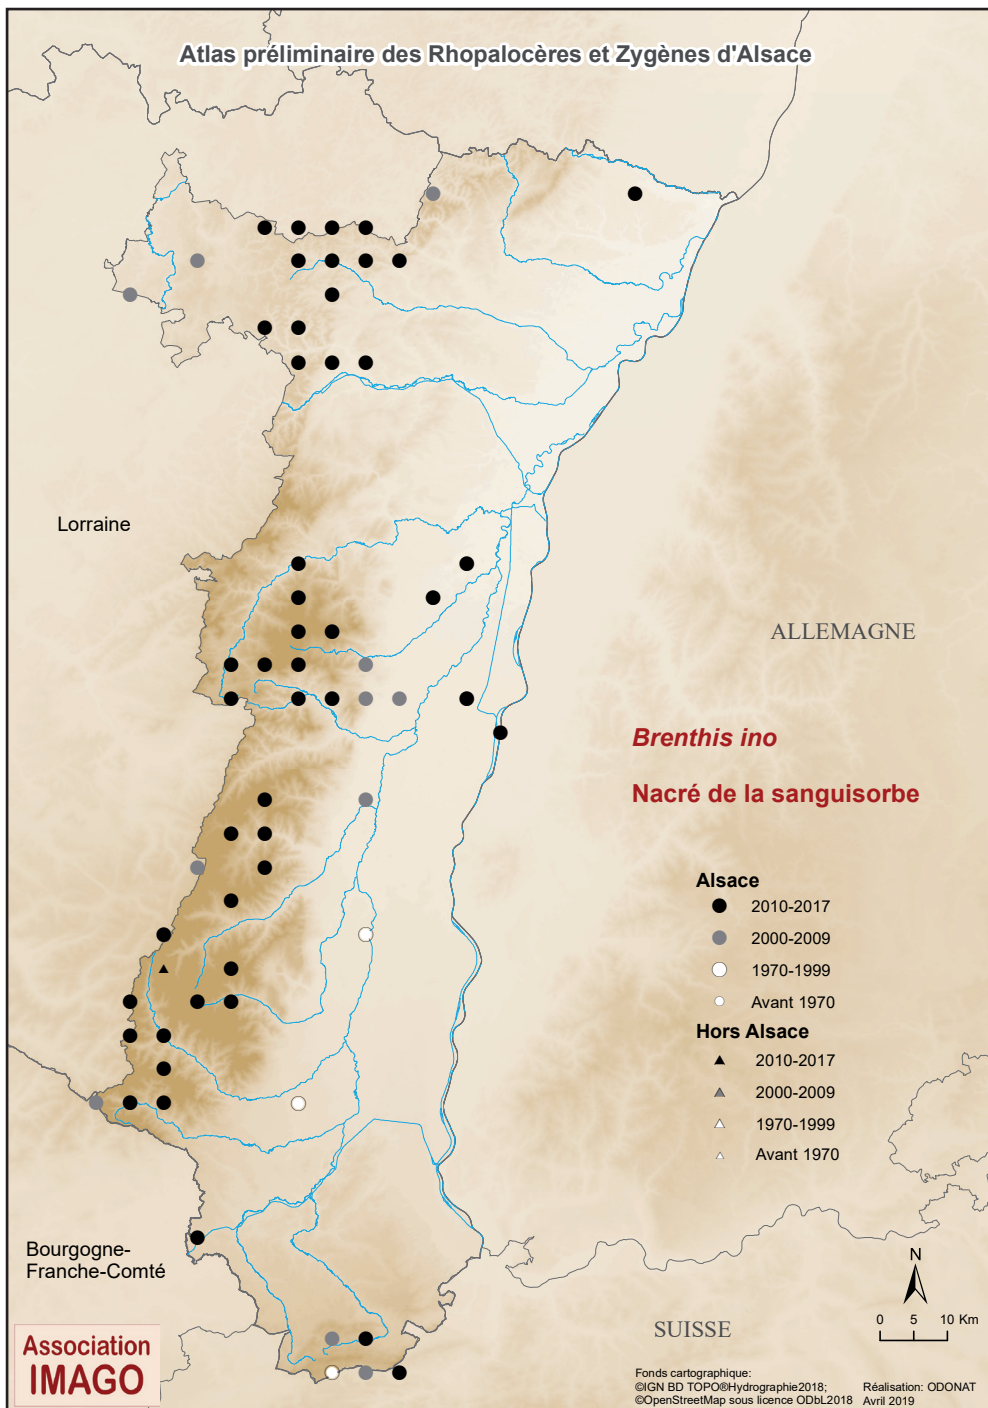 Atlas préliminaire des Rhopalocères et Zygènes d'Alsace
Lorraine
ALLEMAGNE
Brenthis ino
Nacré de la sanguisorbe
Alsace
2010-2017
2000-2009
1970-1999
Avant 1970
Hors Alsace
2010-2017
2000-2009
1970-1999
Avant 1970
Bourgogne-
Franche-Comté
N
0 5 10 Km
SUISSE
Association
IMAGO
Fonds cartographique:
©IGN BD TOPO®Hydrographie2018;
©OpenStreetMap sous licence ODbL2018
Réalisation: ODONAT
Avril 2019